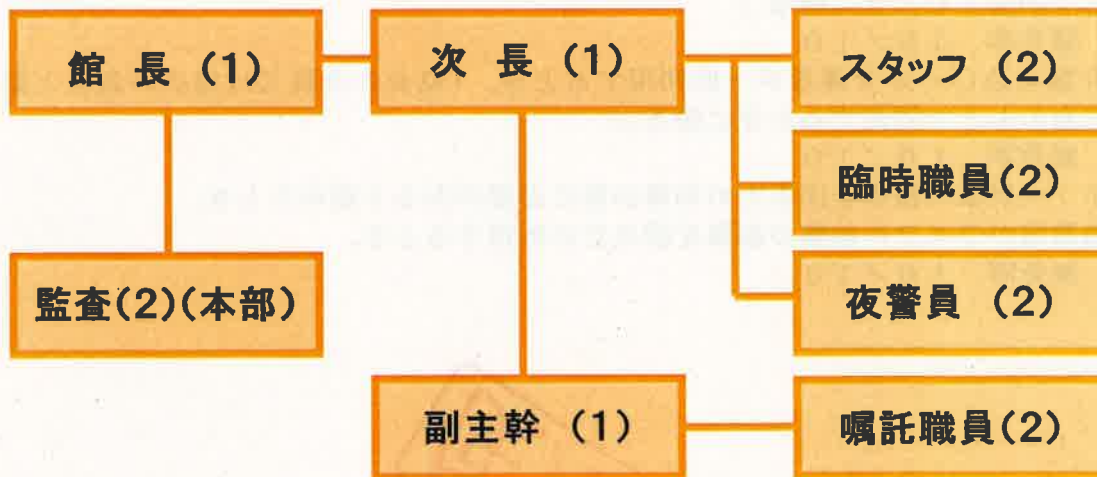 館 長 (1)
次 長 (1)
スタッフ (2)
臨時職員(2)
監査(2)(本部)
夜警員 (2)
副主幹 (1)
嘱託職員(2)